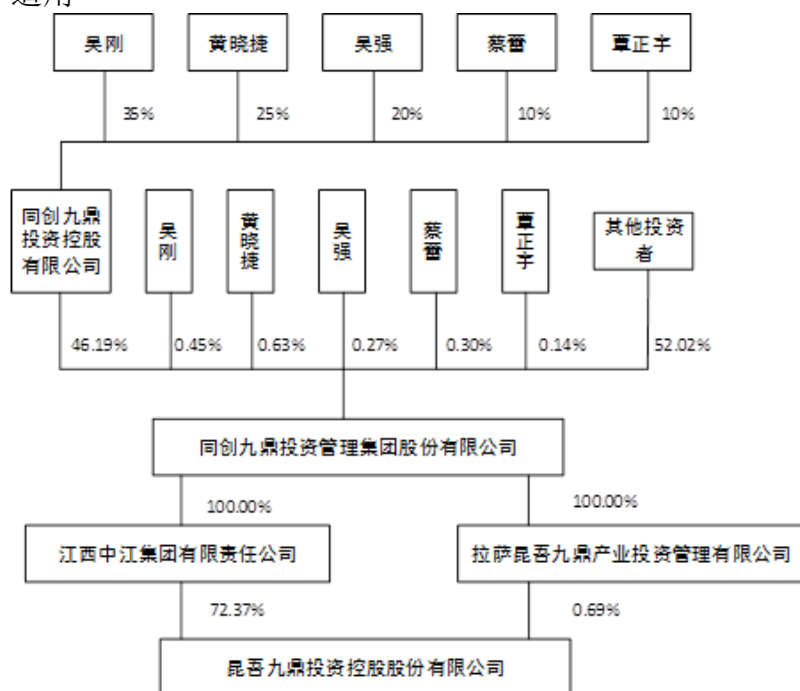 吴刚
黄晓捷
吴强
蔡蕾
覃正宇
35%
25%
20%
10%
10%
同创九鼎
投资控股
有限公司
吴刚
黄晓捷
吴强
蔡蕾
覃正宇
其他投资
者
46.19%
0.45%
0.63%
0.27%
0.30%
0.14%
52.02%
同创九鼎投资管理集团股份有限公司
100.00%
100.00%
江西中江集团有限责任公司
拉萨昆吾九鼎产业投资管理有限公司
72.37%
0.69%
昆吾九鼎投资控股股份有限公司